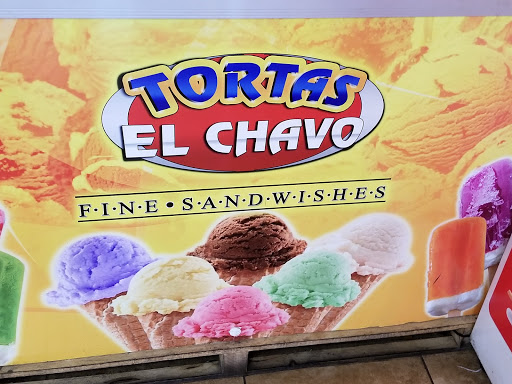 TORTAS
EL CHAVO
F·I·N·E • S·A·N·D·W·I·S·H·E·S